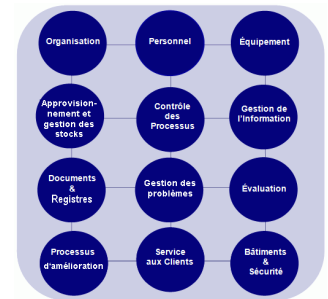 Organisation
Personnel
Équipement
Approvision-
nement et
gestion des
stocks
Contrôle
des
Processus
Gestion de
l'Information
Documents
&
Registres
Gestion des
problèmes
Évaluation
Processus
d'amélioration
Service
aux Clients
Bâtiments
&
Sécurité